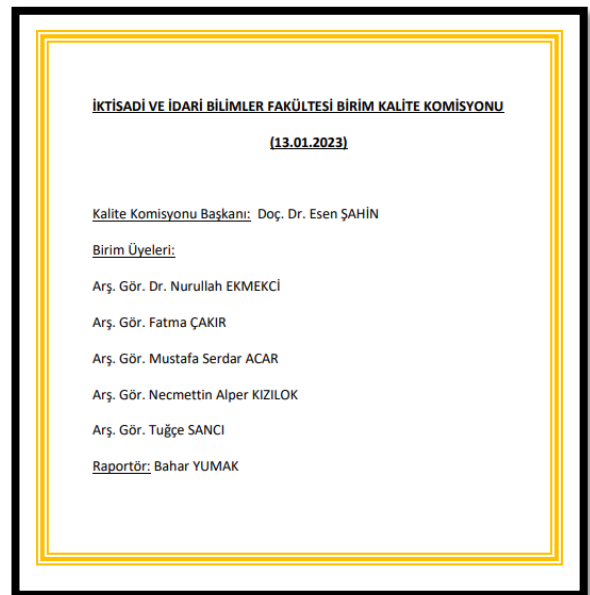 İKTİSADİ VE İDARİ BİLİMLER FAKÜLTESİ BİRİM KALİTE KOMİSYONU
(13.01.2023)
Kalite Komisyonu Başkanı: Doç. Dr. Esen ŞAHİN
Birim Üyeleri:
Arş. Gör. Dr. Nurullah EKMEKCİ
Arş. Gör. Fatma ÇAKIR
Arş. Gör. Mustafa Serdar ACAR
Arş. Gör. Necmettin Alper KIZILOK
Arş. Gör. Tuğçe SANCI
Raportör: Bahar YUMAK